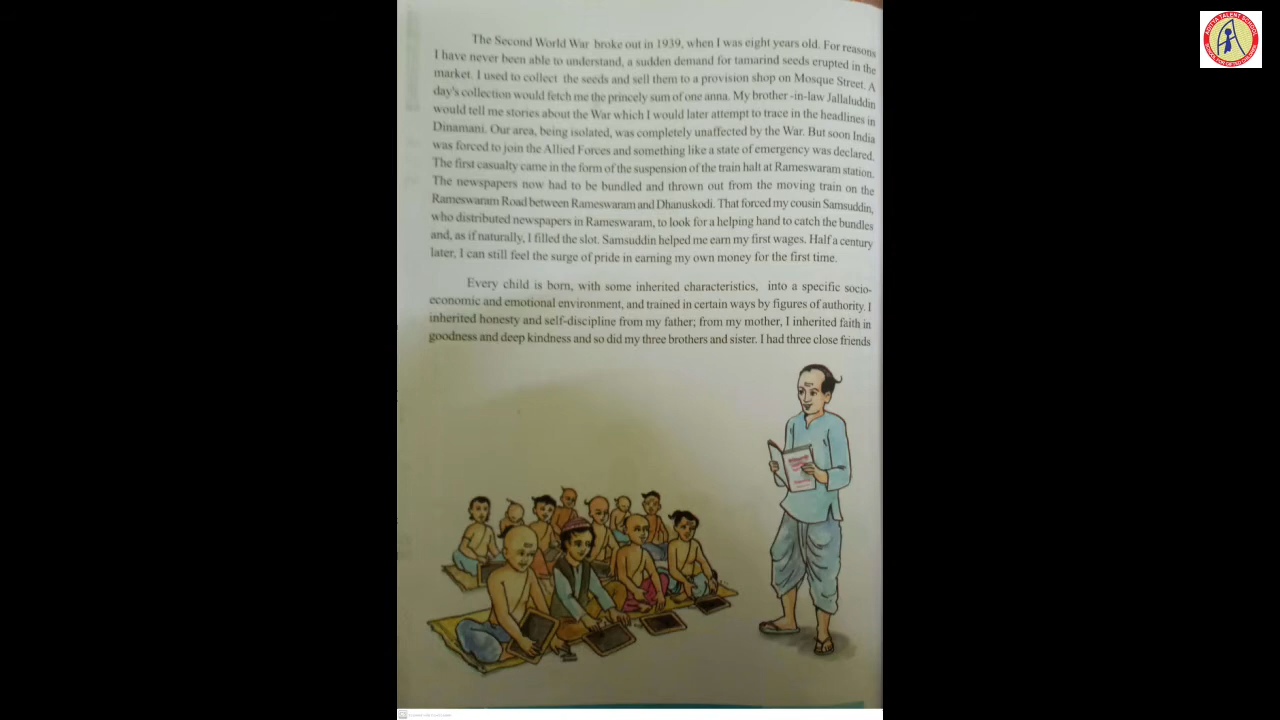 The Second World War broke out in 1939, when I was eight years old. For reasons
I have never been able to understand, a sudden demand for tamarind seeds erupted in the
market. I used to collect the seeds and sell them to a provision shop on Mosque Street. A
day's collection would fetch me the princely sum of one anna. My brother -in-law Jallaluddin
would tell me stories about the War which I would later attempt to trace in the headlines in
Dinamani. Our area, being isolated, was completely unaffected by the War. But soon India
was forced to join the Allied Forces and something like a state of emergency was declared.
The first casualty came in the form of the suspension of the train halt at Rameswaram station.
The newspapers now had to be bundled and thrown out from the moving train on the
Rameswaram Road between Rameswaram and Dhanuskodi. That forced my cousin Samsuddin,
who distributed newspapers in Rameswaram, to look for a helping hand to catch the bundles
and, as if naturally, I filled the slot. Samsuddin helped me earn my first wages. Half a century
later, I can still feel the surge of pride in earning my own money for the first time.
Every child is born, with some inherited characteristics, into a specific socio-
economic and emotional environment, and trained in certain ways by figures of authority. I
inherited honesty and self-discipline from my father; from my mother, I inherited faith in
goodness and deep kindness and so did my three brothers and sister. I had three close friends